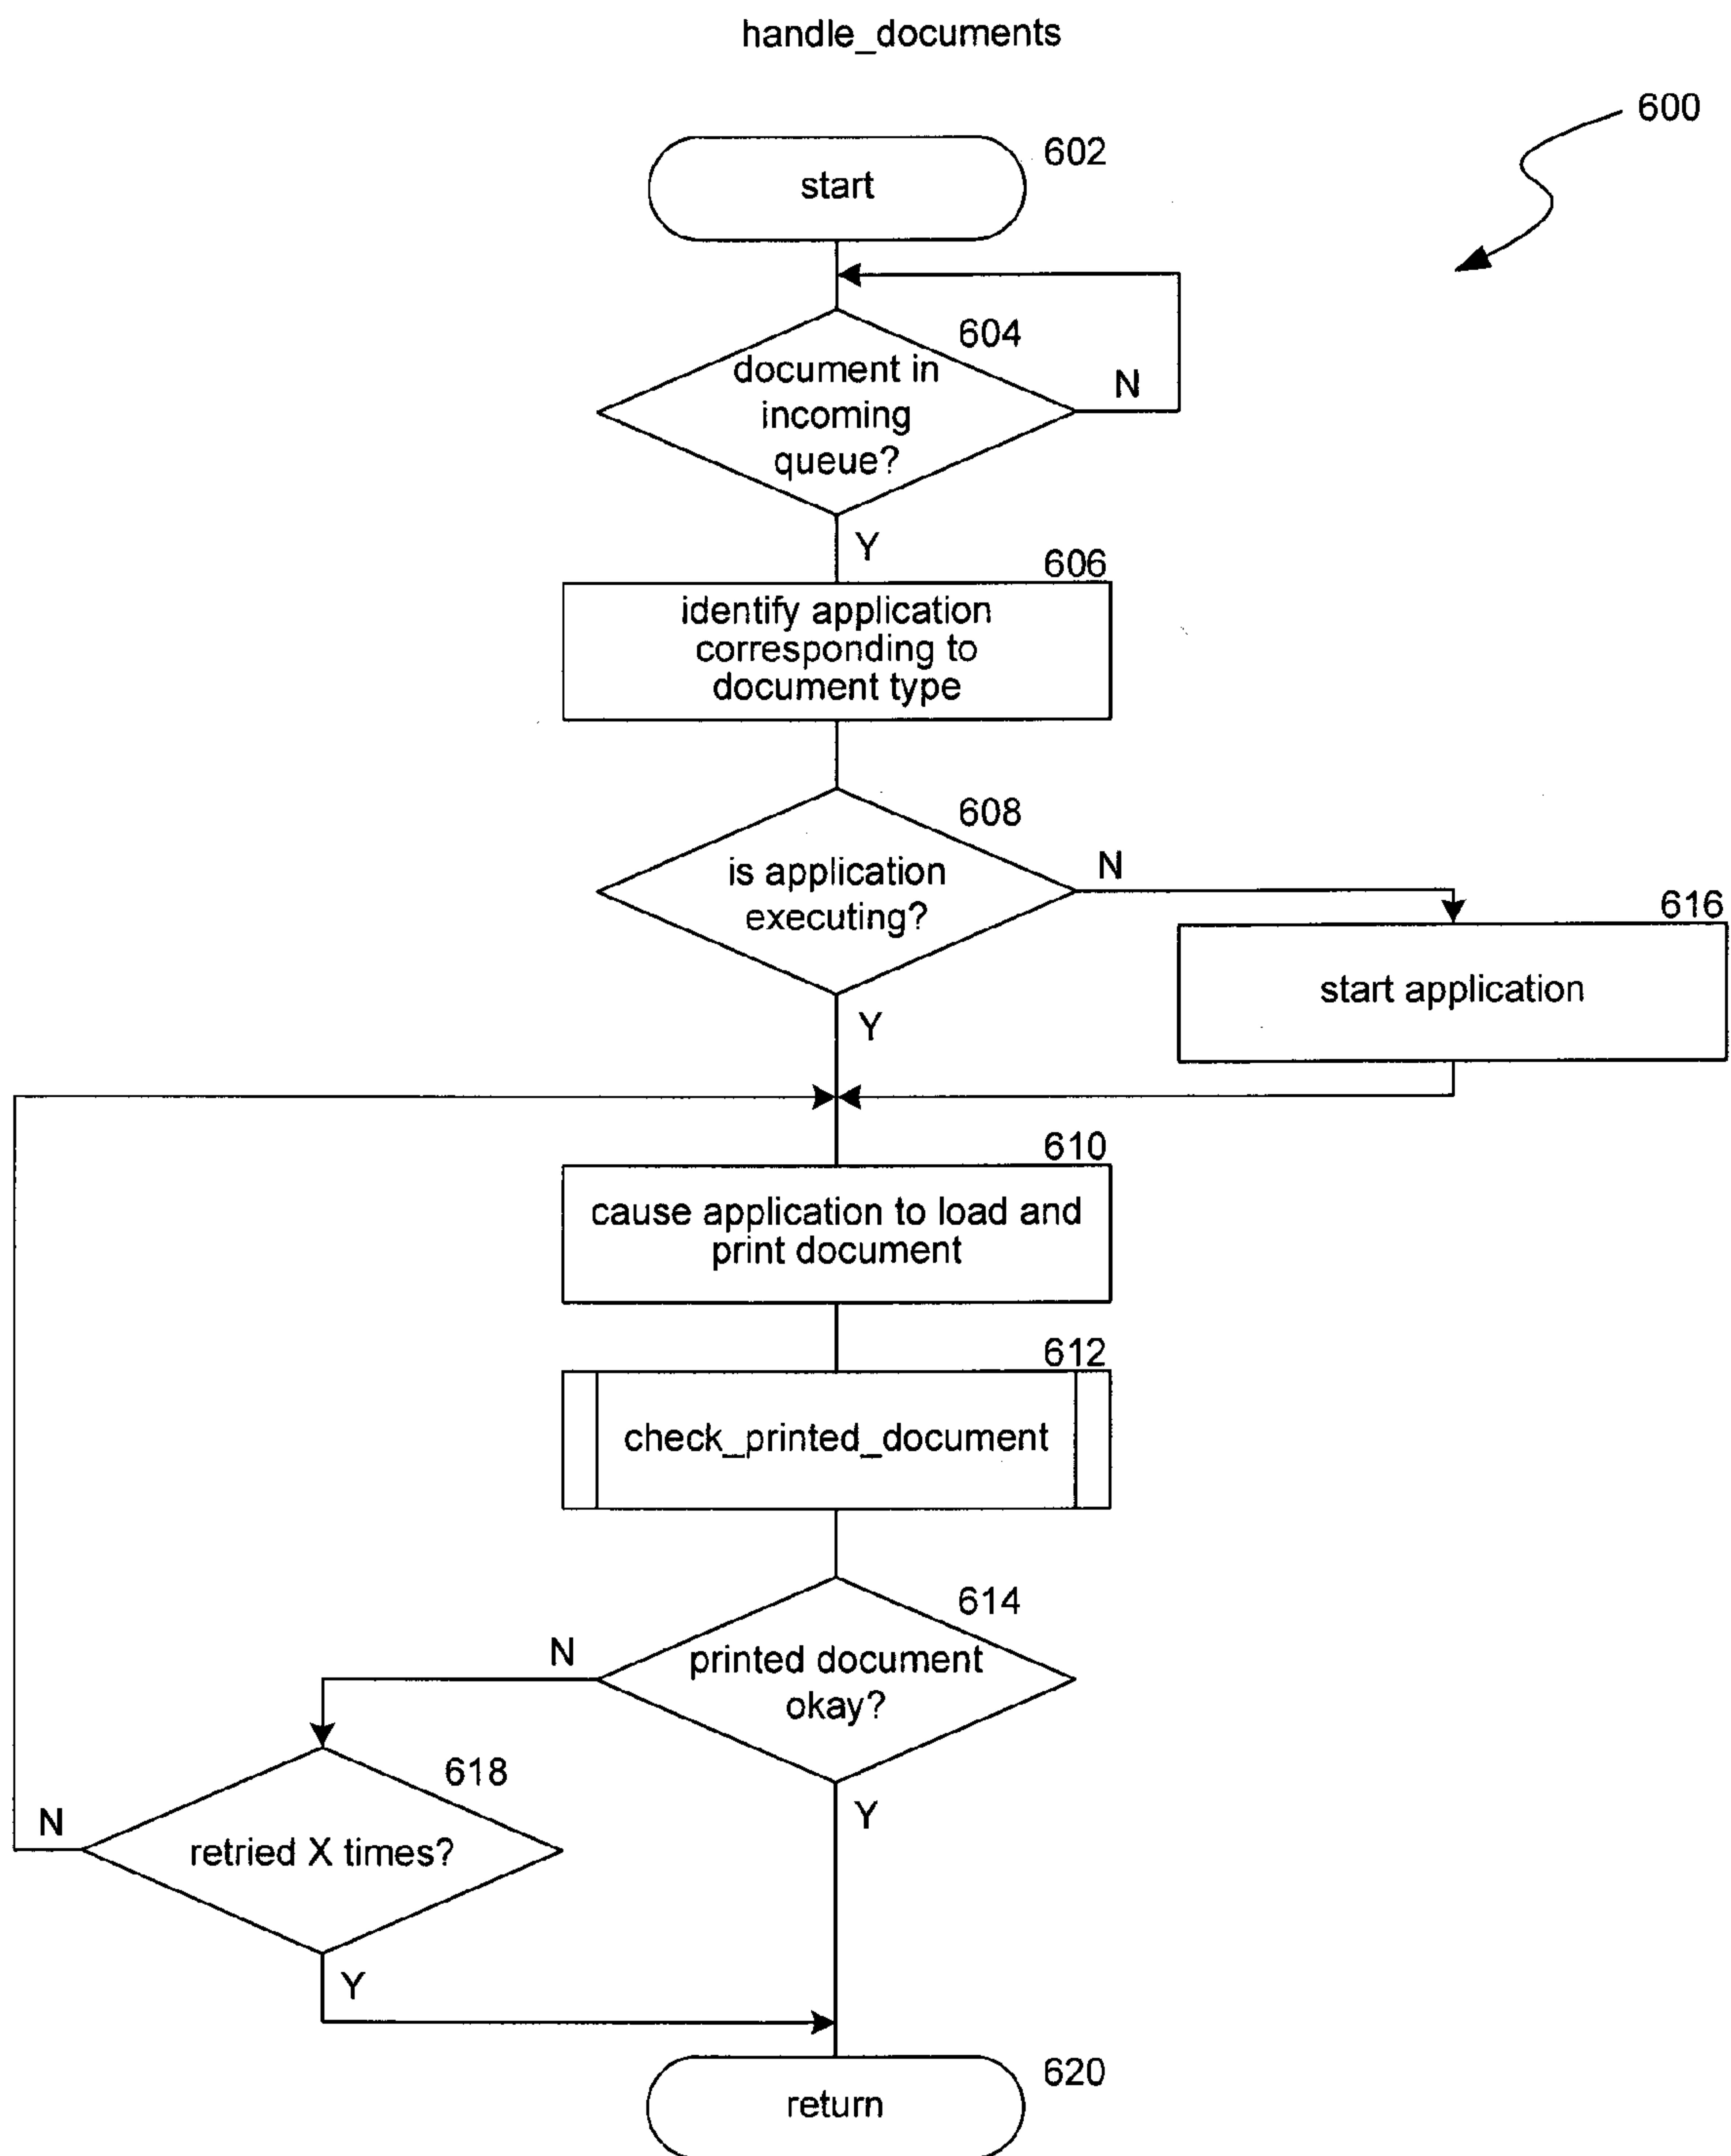 handle_documents
600
602
start
604
document in
incoming
queue?
N
Y
606
identify application
corresponding to
document type
608
is application
executing?
N
616
start application
Y
610
cause application to load and
print document
612
check_printed_document
614
printed document
okay?
N
618
retried X times?
N
Y
Y
620
return